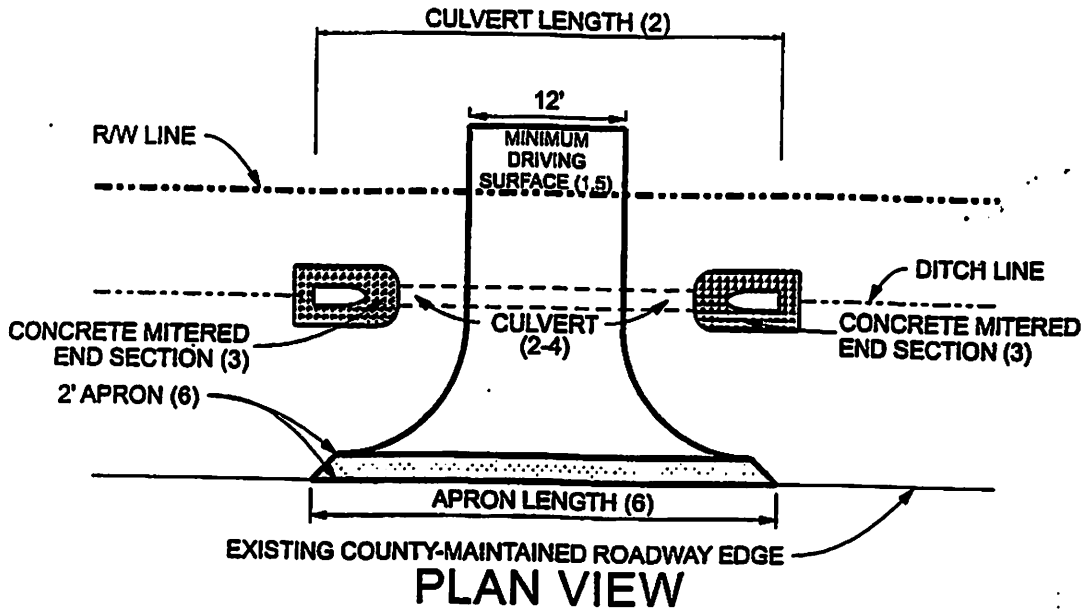 CULVERT LENGTH (2)
12'
R/W LINE
MINIMUM
DRIVING
SURFACE (1,5)
DITCH LINE
CULVERT
(2-4)
CONCRETE MITERED
END SECTION (3)
CONCRETE MITERED
END SECTION (3)
2' APRON (6)
APRON LENGTH (6)
EXISTING COUNTY-MAINTAINED ROADWAY EDGE
PLAN VIEW